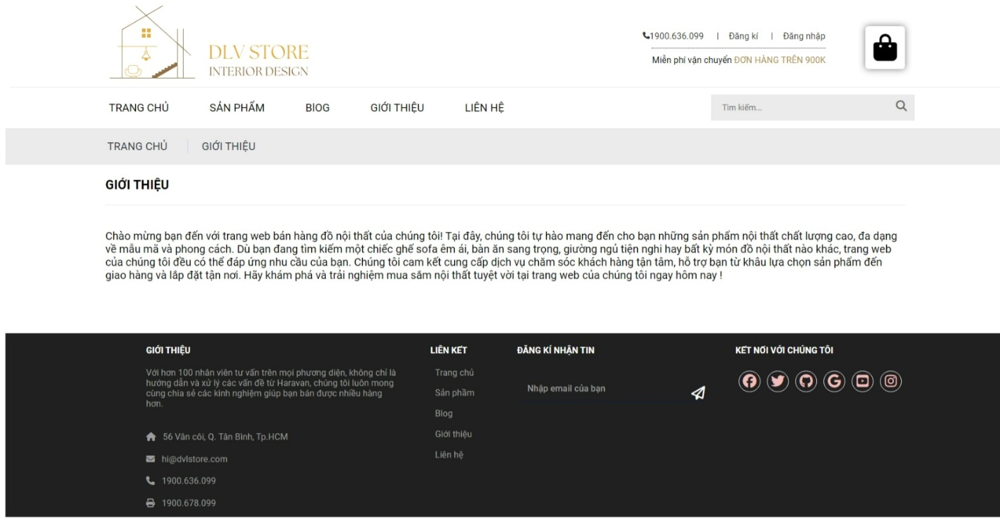 DLV STORE
INTERIOR DESIGN
1900.636.099 | Đăng kí | Đăng nhập
Miễn phí vận chuyển ĐƠN HÀNG TRÊN 900K
TRANG CHỦ SẢN PHẨM BlOG GIỚI THIỆU LIÊN HỆ
Tìm kiếm...
TRANG CHỦ GIỚI THIỆU
GIỚI THIỆU
Chào mừng bạn đến với trang web bán hàng đồ nội thất của chúng tôi! Tại đây, chúng tôi tự hào mang đến cho bạn những sản phẩm nội thất chất lượng cao, đa dạng
về mẫu mã và phong cách. Dù bạn đang tìm kiếm một chiếc ghế sofa êm ái, bàn ăn sang trọng, giường ngủ tiện nghi hay bất kỳ món đồ nội thất nào khác, trang web
của chúng tôi đều có thể đáp ứng nhu cầu của bạn. Chúng tôi cam kết cung cấp dịch vụ chăm sóc khách hàng tận tâm, hỗ trợ bạn từ khâu lựa chọn sản phẩm đến
giao hàng và lắp đặt tận nơi. Hãy khám phá và trải nghiệm mua sắm nội thất tuyệt vời tại trang web của chúng tôi ngay hôm nay !
GIỚI THIỆU
Với hơn 100 nhân viên tư vấn trên mọi phương diện, không chỉ là
hướng dẫn và xử lý các vấn đề từ Haravan, chúng tôi luôn mong
cùng chia sẻ các kinh nghiệm giúp bạn bán được nhiều hàng
hơn.
56 Vân côi, Q. Tân Bình, Tp.HCM
hi@dvlstore.com
1900.636.099
1900.678.099
LIÊN KẾT
Trang chủ
Sản phầm
Blog
Giới thiệu
Liên hệ
ĐĂNG KÍ NHẬN TIN
Nhập email của bạn
KẾT NỐI VỚI CHÚNG TÔI